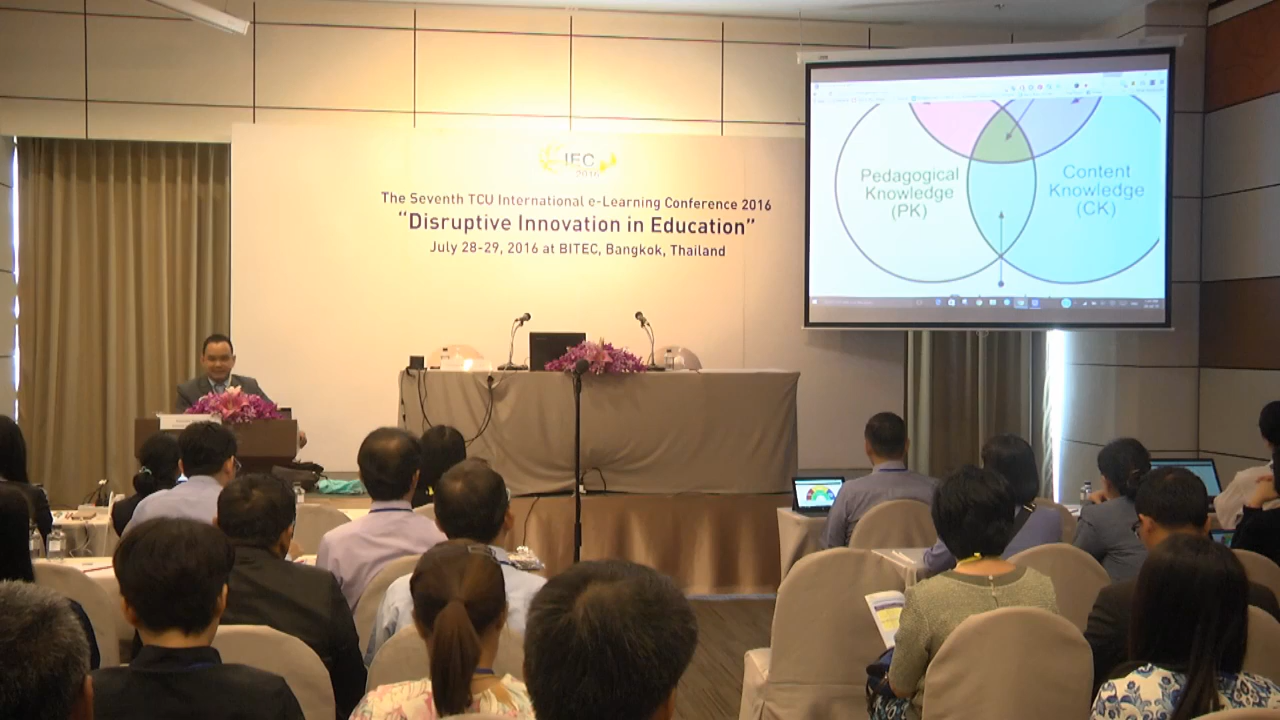 IEC
2016
The Seventh TCU International e-Learning Conference 2016
“Disruptive Innovation in Education”
July 28-29, 2016 at BITEC, Bangkok, Thailand
Pedagogical
Knowledge
(PK)
Content
Knowledge
(CK)